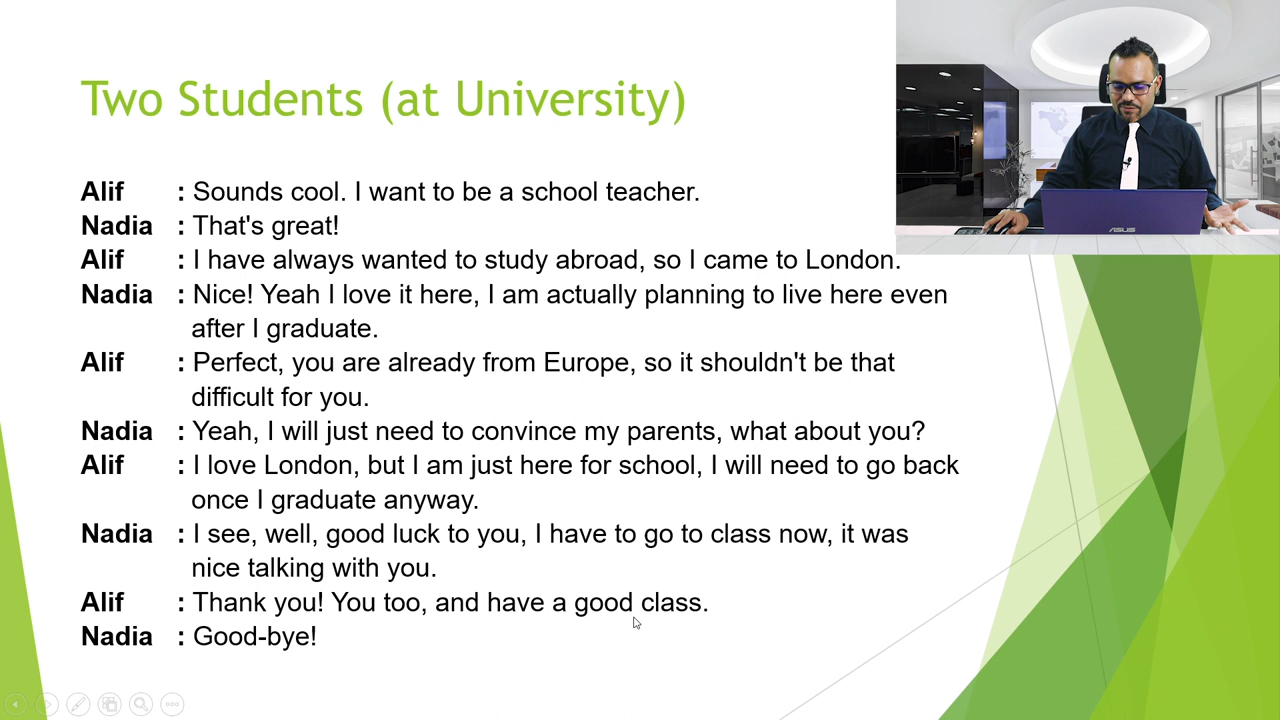 Two Students (at University)
Alif : Sounds cool. I want to be a school teacher.
Nadia : That's great!
Alif : I have always wanted to study abroad, so I came to London.
Nadia : Nice! Yeah I love it here, I am actually planning to live here even
after I graduate.
Alif : Perfect, you are already from Europe, so it shouldn't be that
difficult for you.
Nadia : Yeah, I will just need to convince my parents, what about you?
Alif : I love London, but I am just here for school, I will need to go back
once I graduate anyway.
Nadia : I see, well, good luck to you, I have to go to class now, it was
nice talking with you.
Alif : Thank you! You too, and have a good class.
Nadia : Good-bye!
ASUS